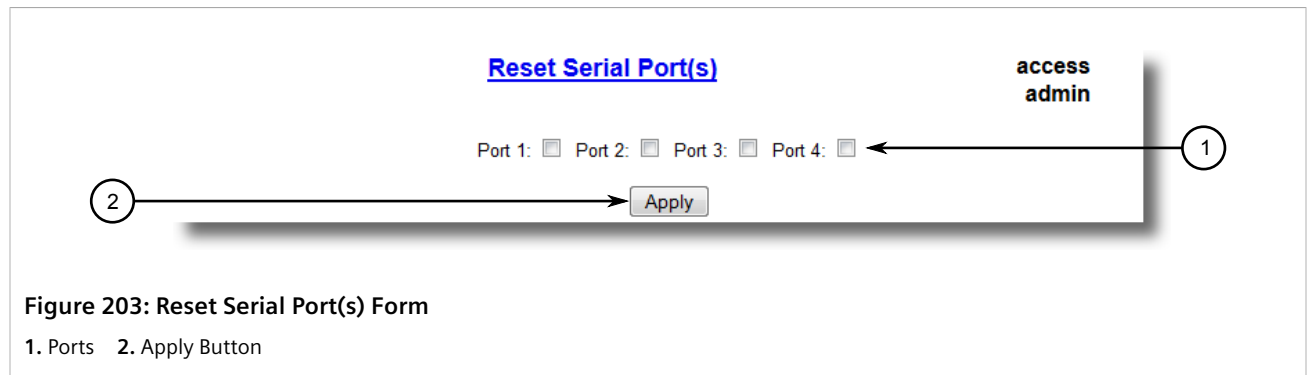 Reset Serial Port(s)
access
admin
Port 1: Port 2: Port 3: Port 4:
1
2
Apply
Figure 203: Reset Serial Port(s) Form
1. Ports 2. Apply Button